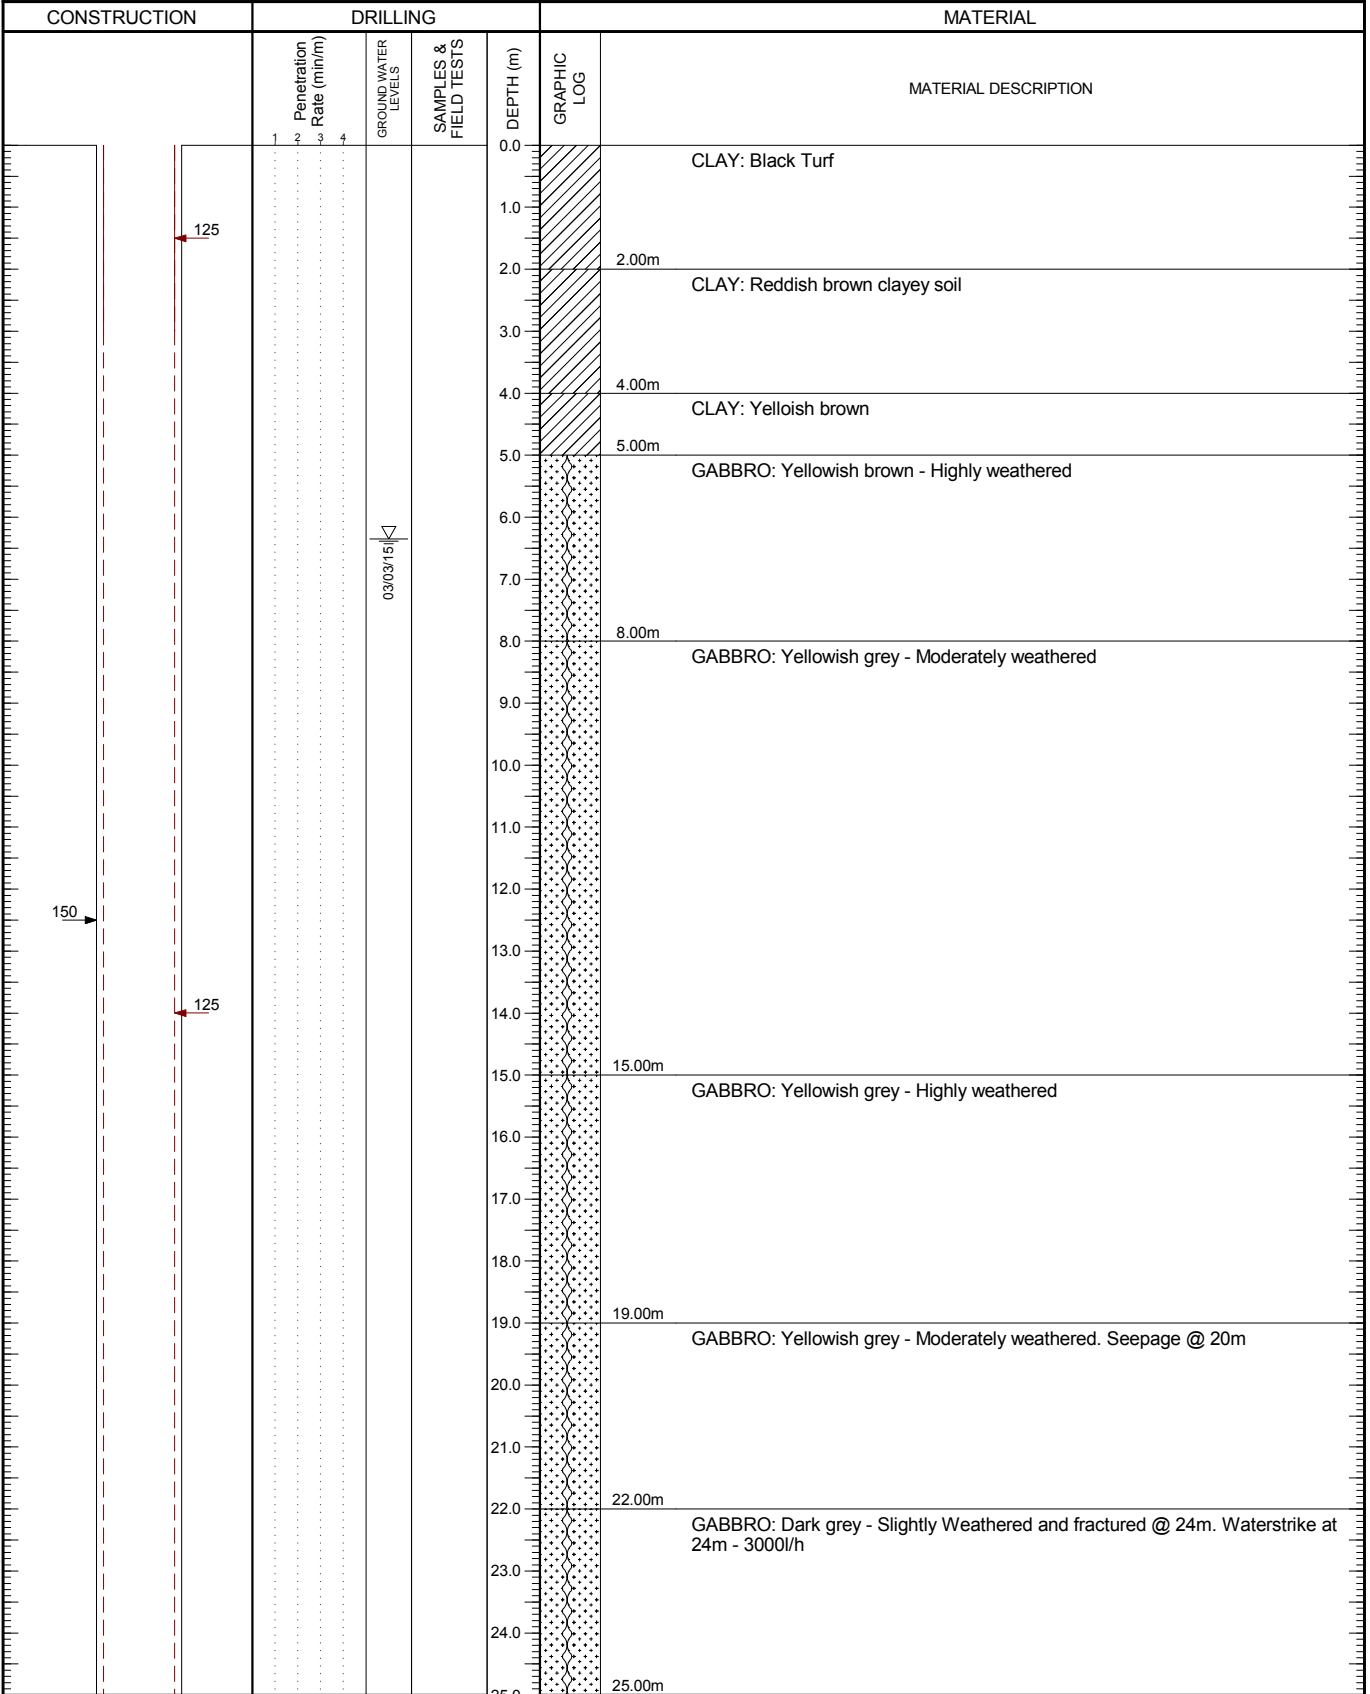 CONSTRUCTION
DRILLING
MATERIAL
Penetration
Rate (min/m)
GROUND WATER
LEVELS
SAMPLES &
FIELD TESTS
DEPTH (m)
GRAPHIC
LOG
MATERIAL DESCRIPTION
1 2 3 4
0.0
CLAY: Black Turf
1.0
125
2.00m
2.0
CLAY: Reddish brown clayey soil
3.0
4.00m
4.0
CLAY: Yelloish brown
5.00m
5.0
GABBRO: Yellowish brown - Highly weathered
6.0
03/03/15
7.0
8.00m
8.0
GABBRO: Yellowish grey - Moderately weathered
9.0
10.0
11.0
12.0
150
13.0
125
14.0
15.00m
15.0
GABBRO: Yellowish grey - Highly weathered
16.0
17.0
18.0
19.00m
19.0
GABBRO: Yellowish grey - Moderately weathered. Seepage @ 20m
20.0
21.0
22.00m
22.0
GABBRO: Dark grey - Slightly Weathered and fractured @ 24m. Waterstrike at
24m - 3000l/h
23.0
24.0
25.00m
25.0